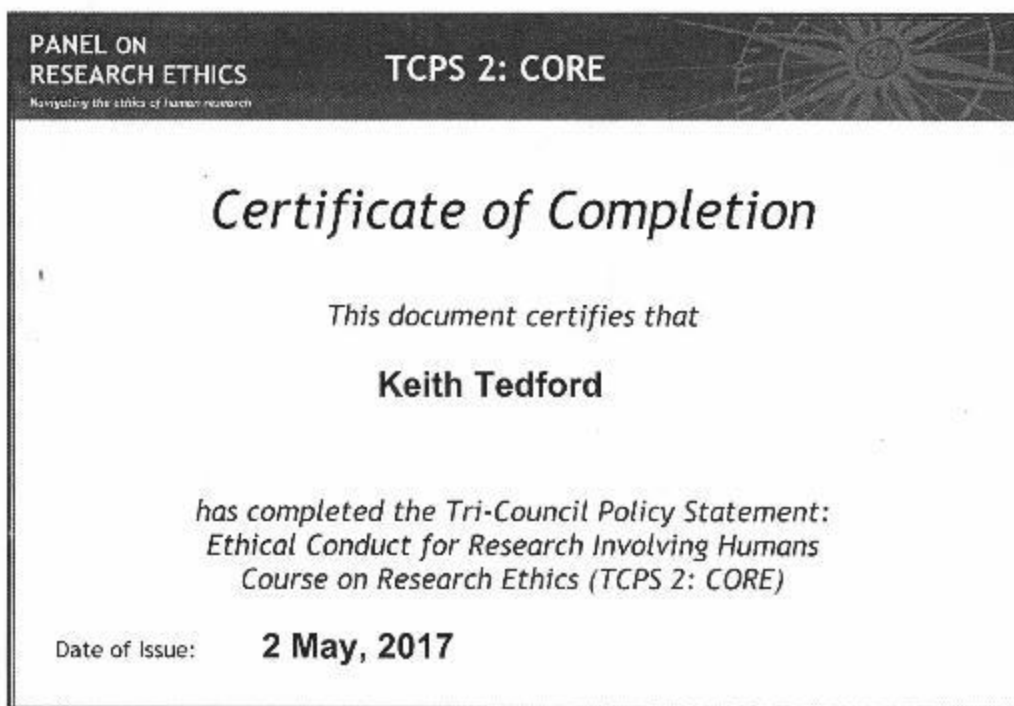 PANEL ON
RESEARCH ETHICS
Navigating the ethics of human research
TCPS 2: CORE
Certificate of Completion
This document certifies that
Keith Tedford
has completed the Tri-Council Policy Statement:
Ethical Conduct for Research Involving Humans
Course on Research Ethics (TCPS 2: CORE)
Date of Issue: 2 May, 2017